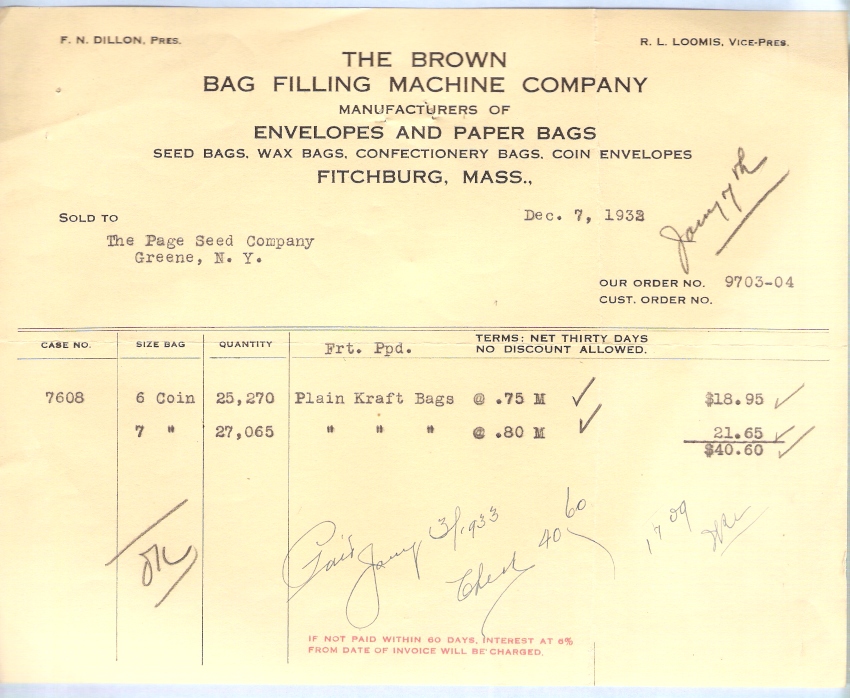 F. N. DILLON, PRES.
R. L. LOOMIS, VICE-PRES.
THE BROWN
BAG FILLING MACHINE COMPANY
MANUFACTURERS OF
ENVELOPES AND PAPER BAGS
SEED BAGS, WAX BAGS, CONFECTIONERY BAGS, COIN ENVELOPES
FITCHBURG, MASS.,
Jany 7th
SOLD TO
Dec. 7, 1932
The Page Seed Company
Greene, N. Y.
OUR ORDER NO. 9703-04
CUST. ORDER NO.
CASE NO. SIZE BAG QUANTITY Frt. Ppd. TERMS: NET THIRTY DAYS
NO DISCOUNT ALLOWED.
7608 6 Coin 25,270 Plain Kraft Bags @ .75 M ✓ $18.95 ✓
7 " 27,065 " " " @ .80 M ✓ 21.65 ✓
$40.60 ✓
OK
Paid Jany 3/1933
Check 40 60
IF NOT PAID WITHIN 60 DAYS, INTEREST AT 6%
FROM DATE OF INVOICE WILL BE CHARGED.